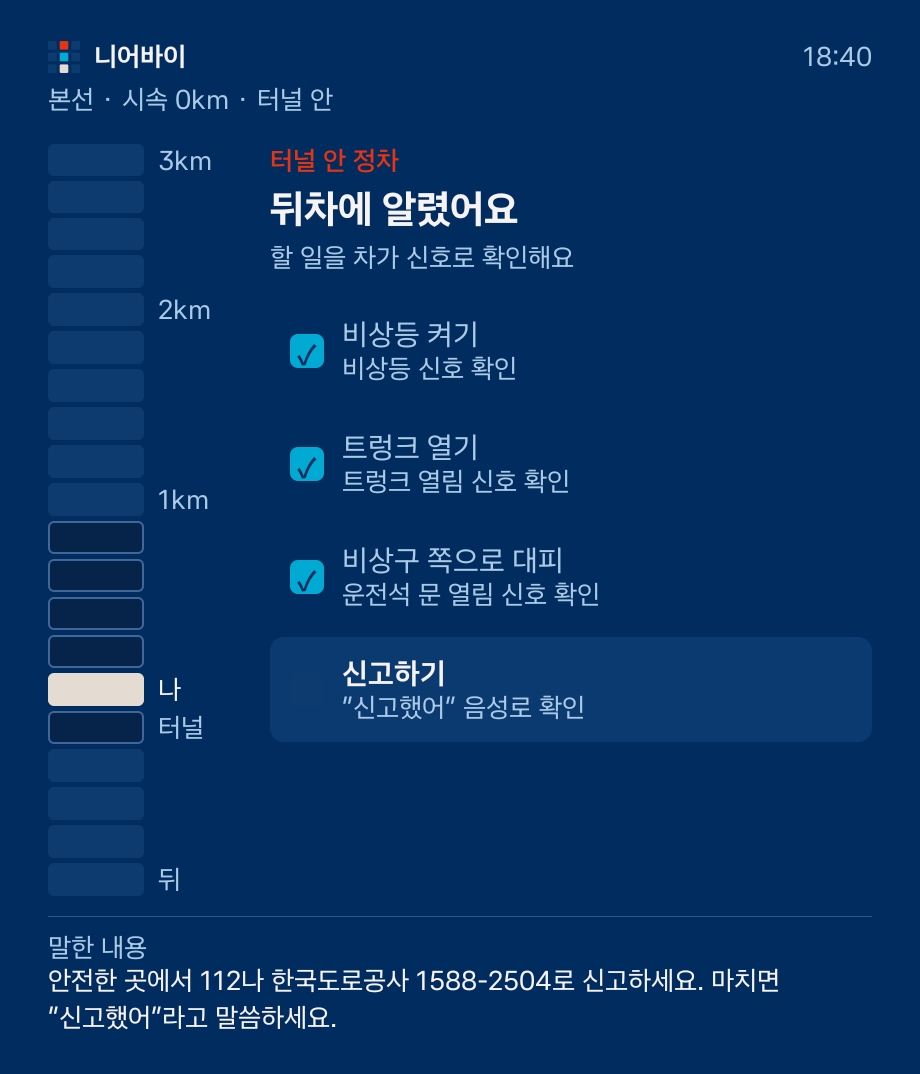 니어바이
18:40
본선 · 시속 0km · 터널 안
3km
2km
1km
나
터널
뒤
터널 안 정차
뒤차에 알렸어요
할 일을 차가 신호로 확인해요
비상등 켜기
비상등 신호 확인
트렁크 열기
트렁크 열림 신호 확인
비상구 쪽으로 대피
운전석 문 열림 신호 확인
신고하기
"신고했어" 음성로 확인
말한 내용
안전한 곳에서 112나 한국도로공사 1588-2504로 신고하세요. 마치면
"신고했어"라고 말씀하세요.